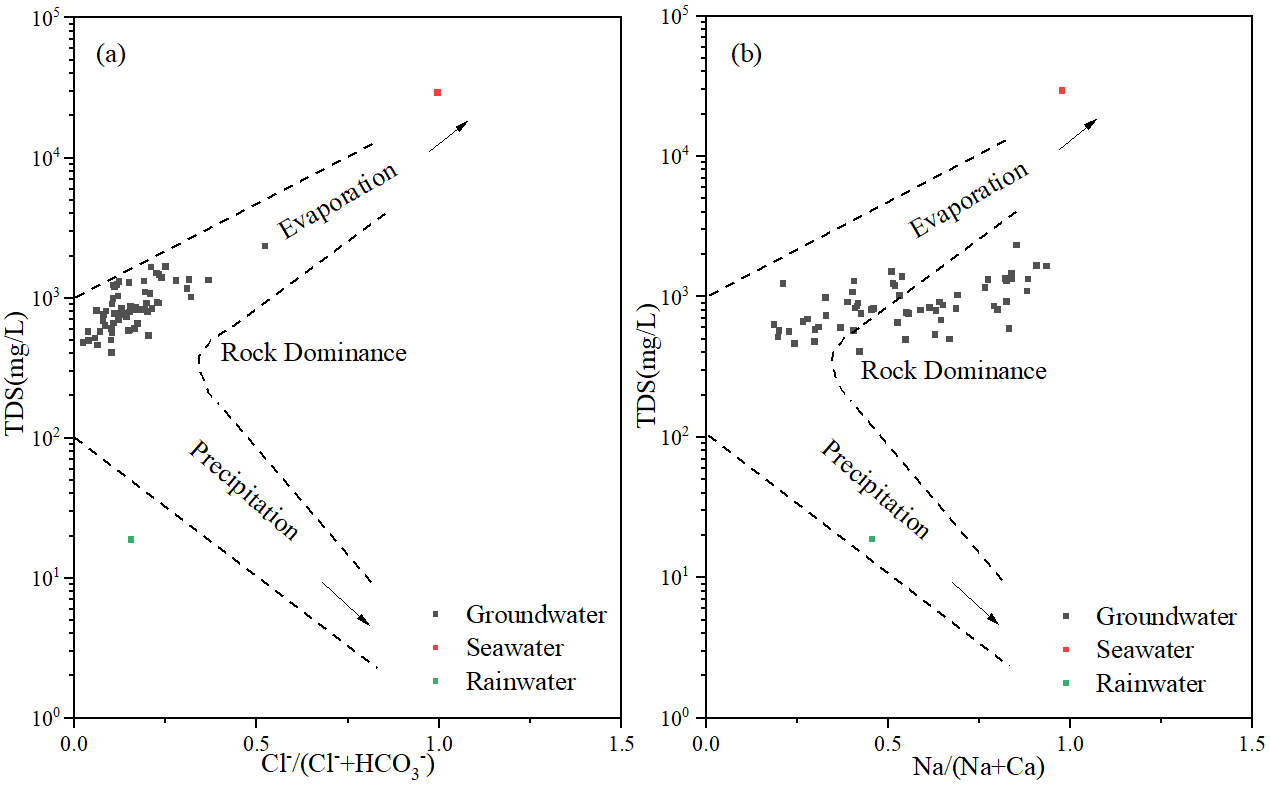 (a)
10⁵
10⁴
10³
10²
10¹
10⁰
TDS(mg/L)
Evaporation
Rock Dominance
Precipitation
Groundwater
Seawater
Rainwater
0.0
0.5
1.0
1.5
Cl⁻/(Cl⁻+HCO₃⁻)
(b)
10⁵
10⁴
10³
10²
10¹
10⁰
TDS(mg/L)
Evaporation
Rock Dominance
Precipitation
Groundwater
Seawater
Rainwater
0.0
0.5
1.0
1.5
Na/(Na+Ca)